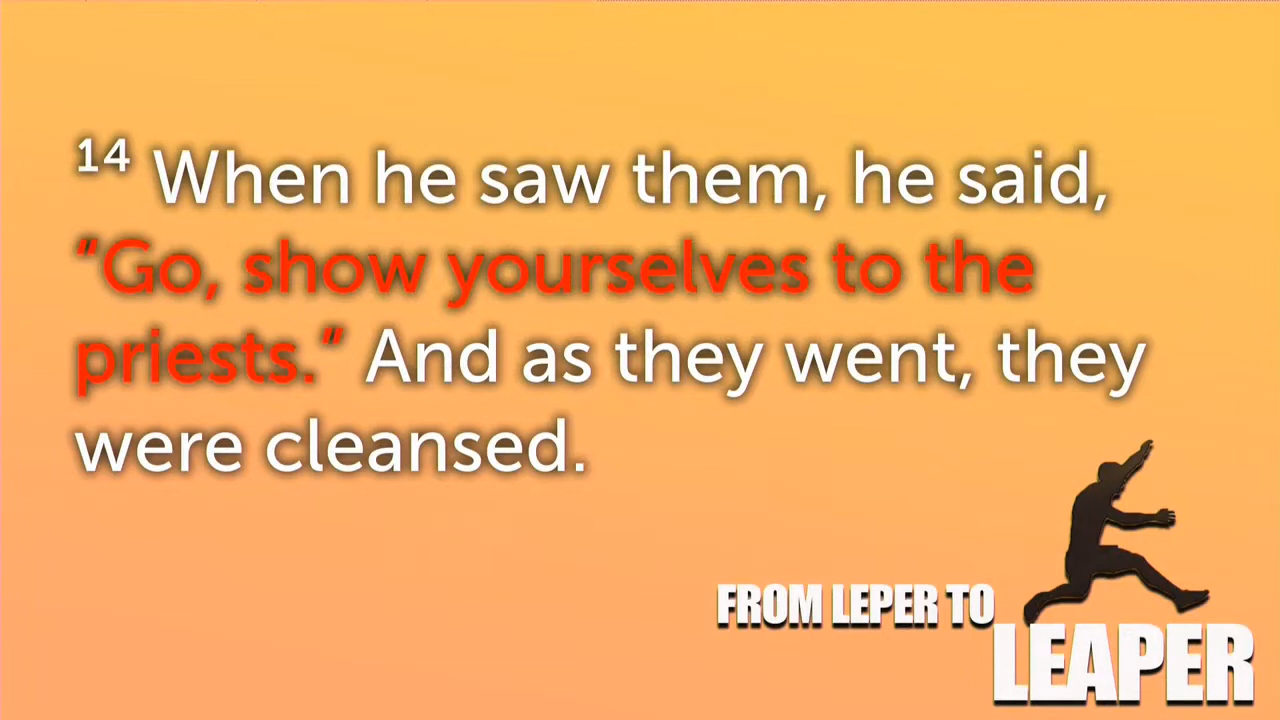 14 When he saw them, he said,
“Go, show yourselves to the
priests.” And as they went, they
were cleansed.
FROM LEPER TO
LEAPER